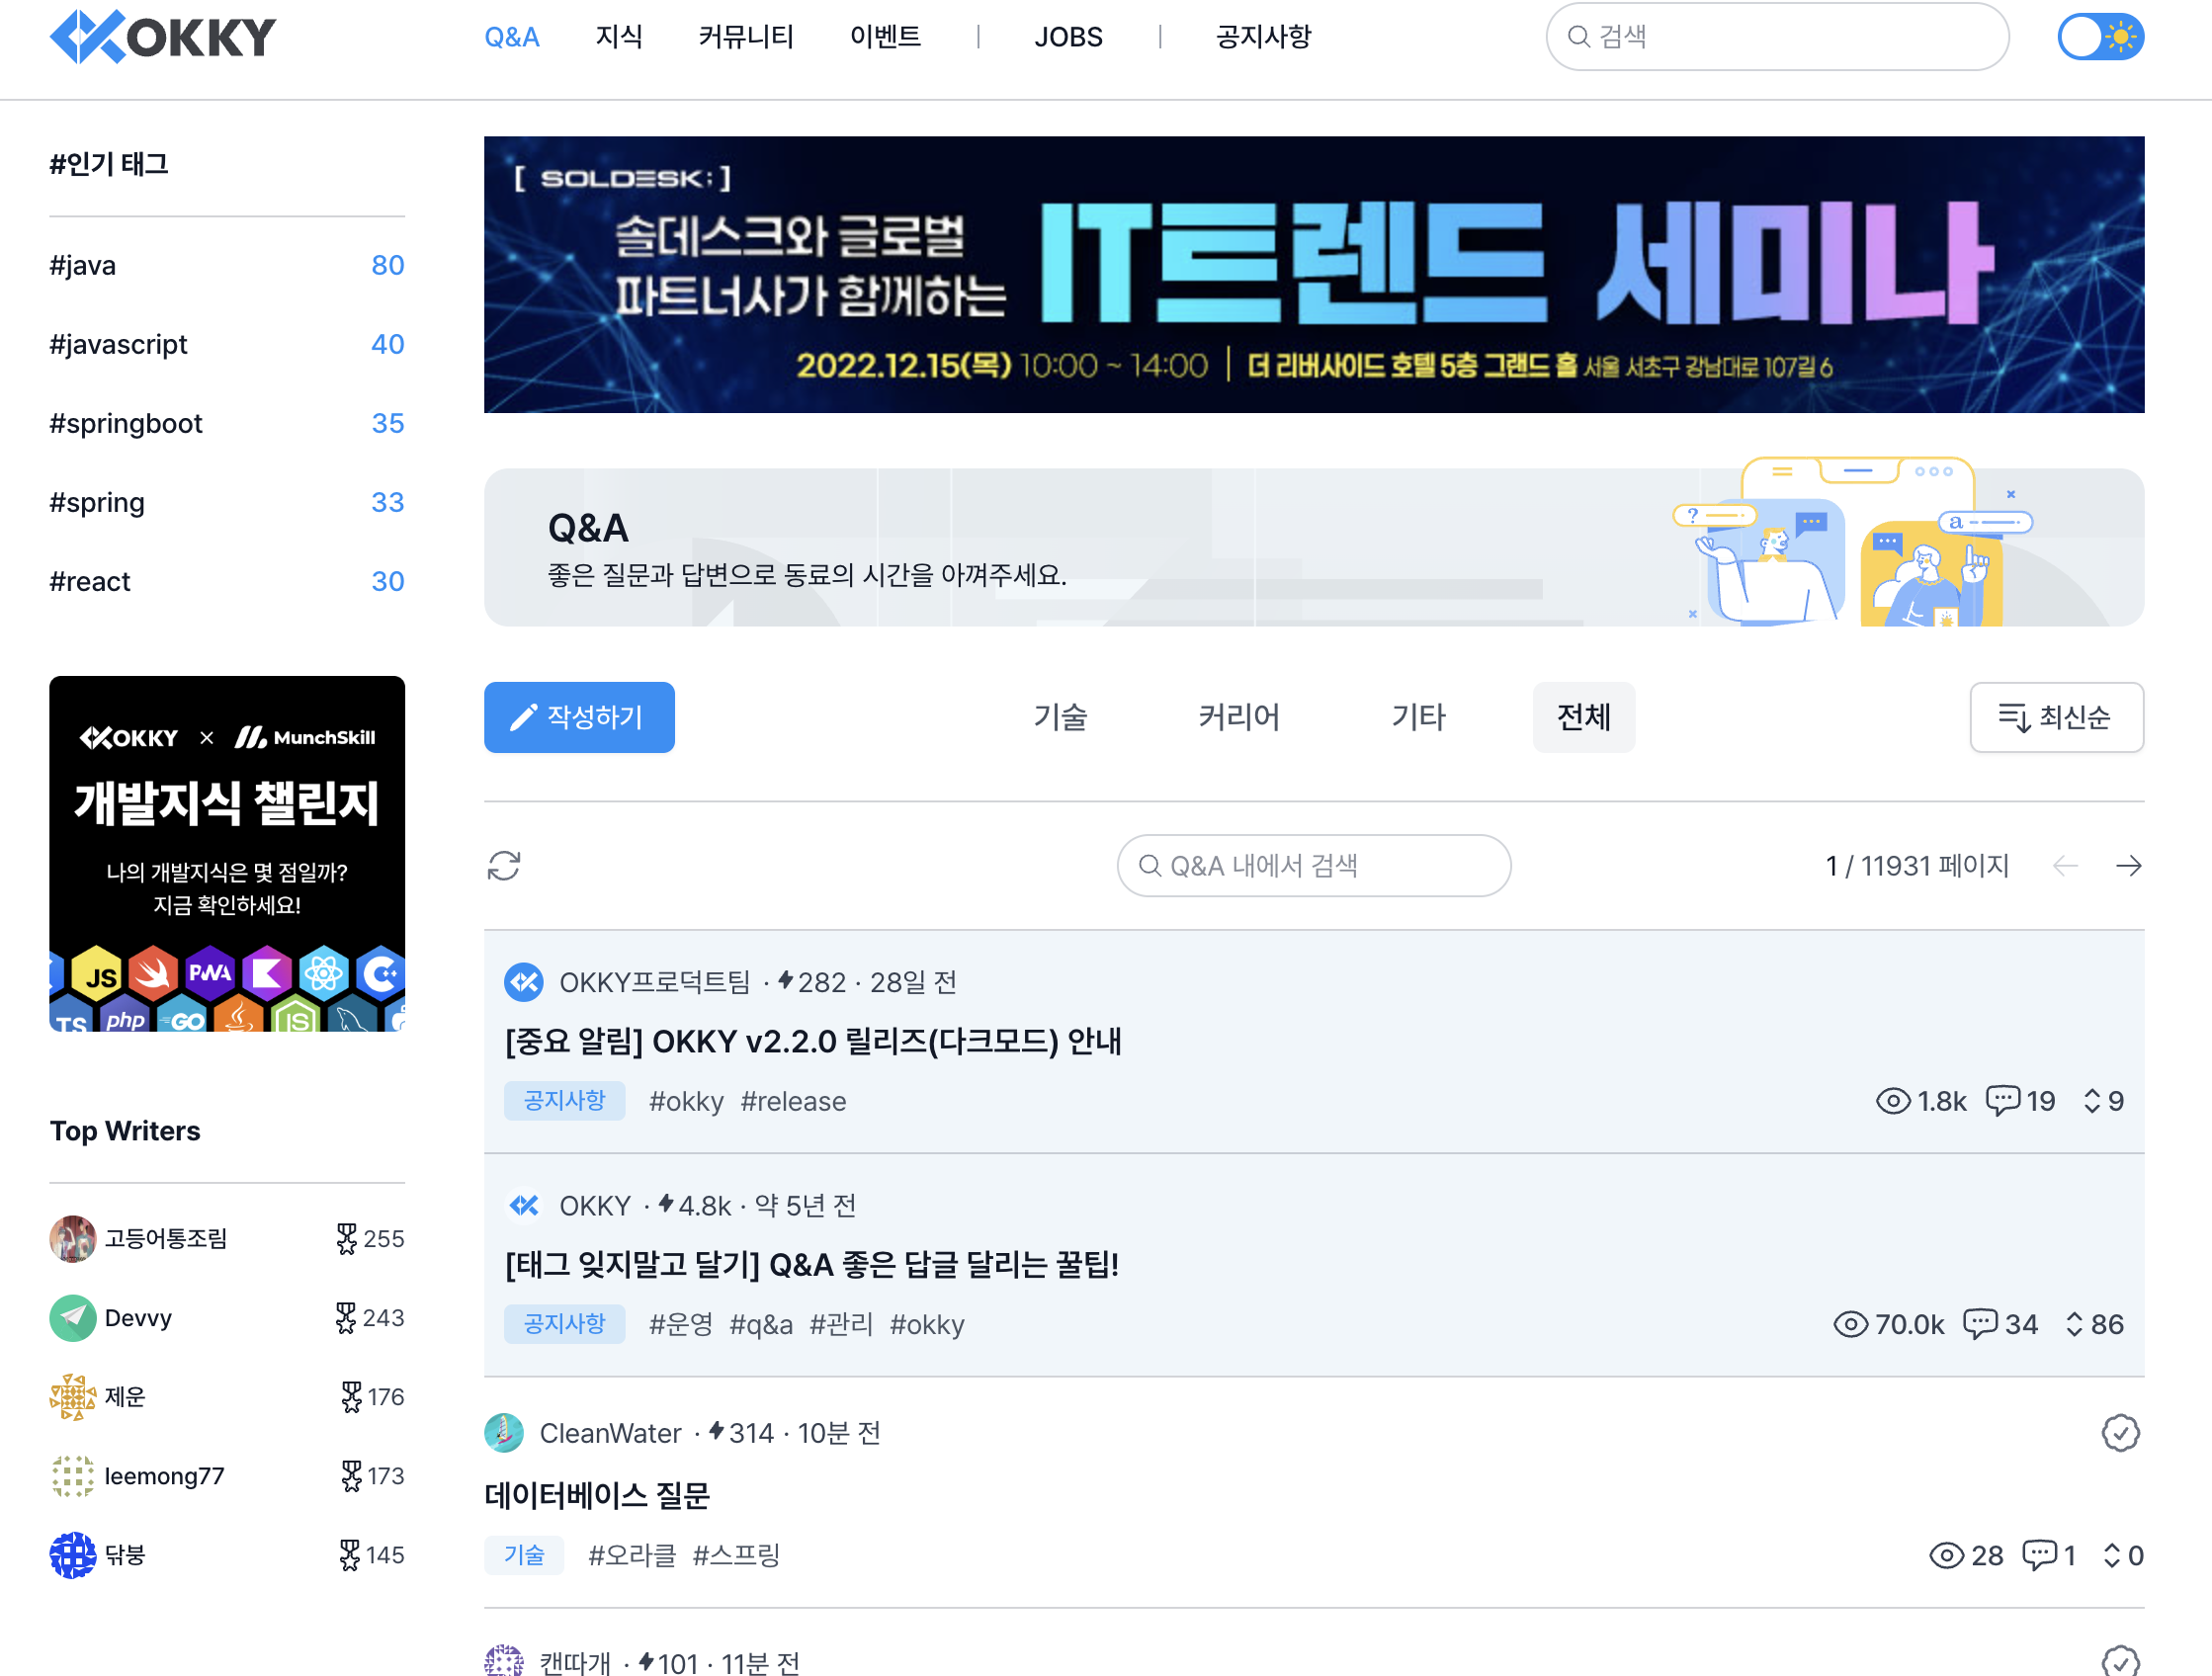 OKKY
Q&A 지식 커뮤니티 이벤트 | JOBS | 공지사항
검색
#인기 태그
#java 80
#javascript 40
#springboot 35
#spring 33
#react 30
OKKY × MunchSkill
개발지식 챌린지
나의 개발지식은 몇 점일까?
지금 확인하세요!
JS PWA C++
TS php GO JS
Top Writers
고등어통조림 255
Devvy 243
제운 176
leemong77 173
닦붕 145
[ SOLDESK; ]
솔데스크와 글로벌
파트너사가 함께하는
IT트렌드 세미나
2022.12.15(목) 10:00 ~ 14:00 | 더 리버사이드 호텔 5층 그랜드 홀 서울 서초구 강남대로 107길 6
Q&A
좋은 질문과 답변으로 동료의 시간을 아껴주세요.
? a
작성하기 기술 커리어 기타 전체 최신순
Q&A 내에서 검색 1 / 11931 페이지
OKKY프로덕트팀 · 282 · 28일 전
[중요 알림] OKKY v2.2.0 릴리즈(다크모드) 안내
공지사항 #okky #release 1.8k 19 9
OKKY · 4.8k · 약 5년 전
[태그 잊지말고 달기] Q&A 좋은 답글 달리는 꿀팁!
공지사항 #운영 #q&a #관리 #okky 70.0k 34 86
CleanWater · 314 · 10분 전
데이터베이스 질문
기술 #오라클 #스프링 28 1 0
캔따개 · 101 · 11분 전